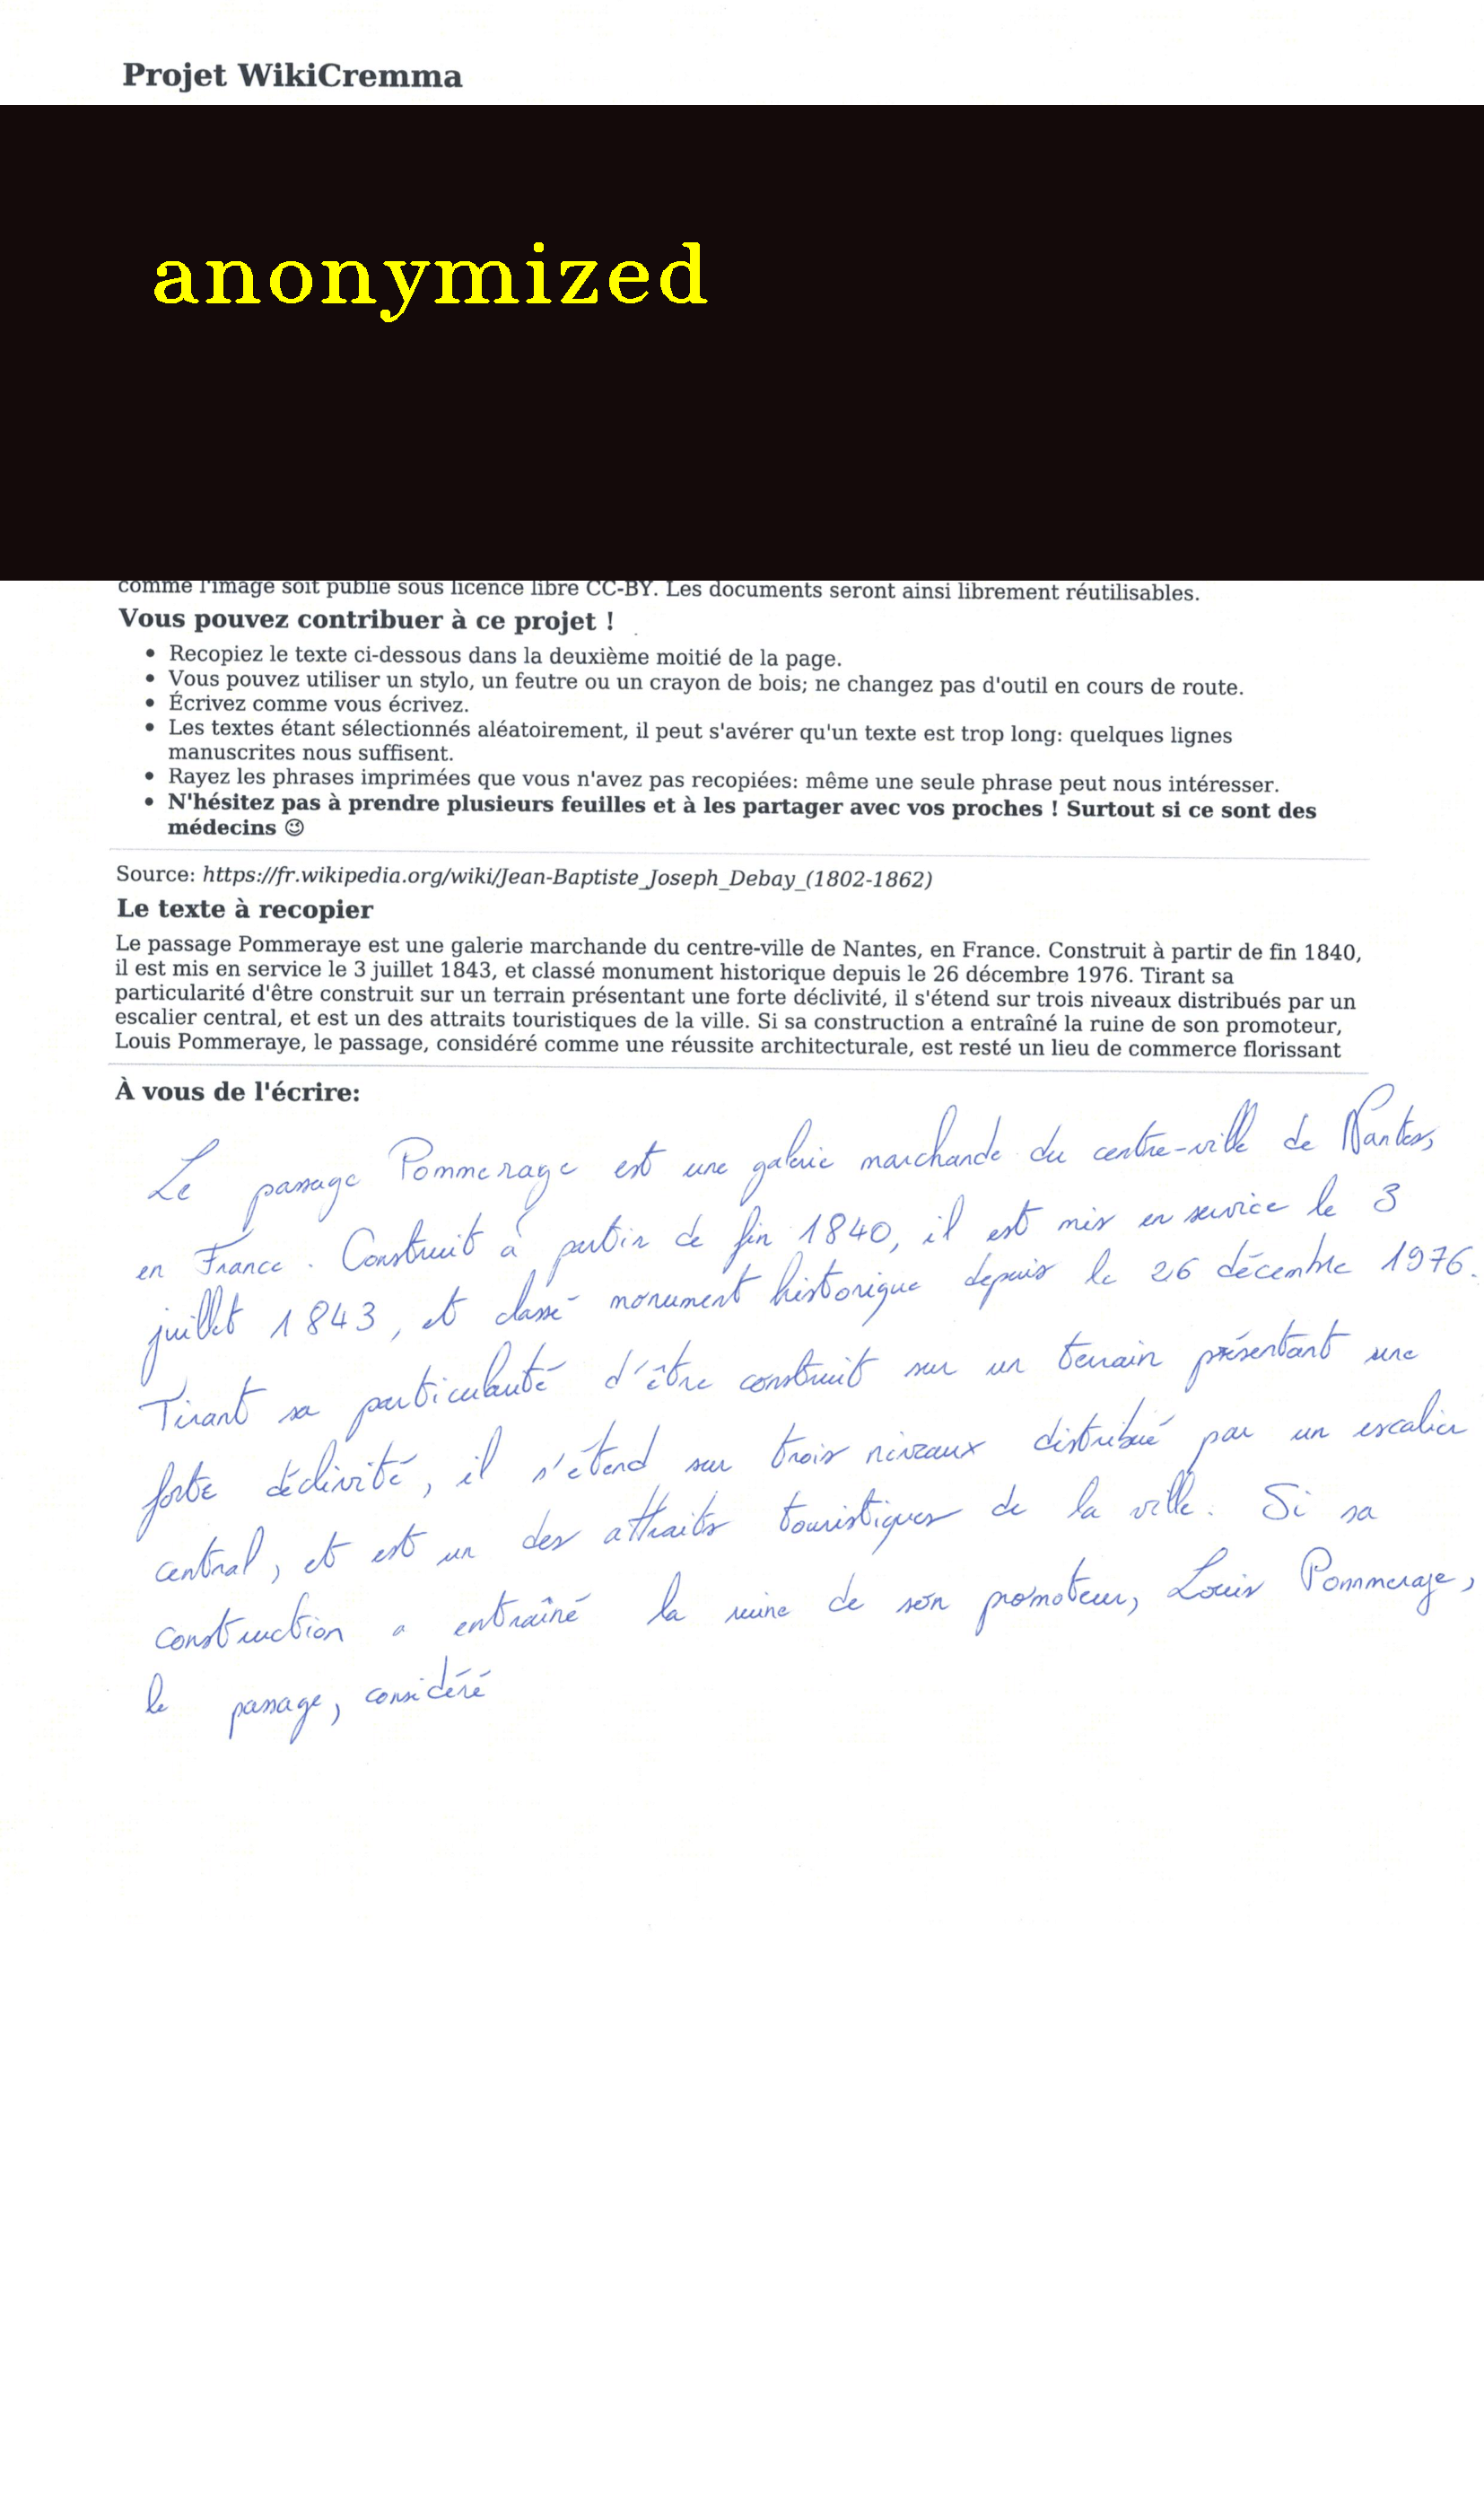 Projet WikiCremma
anonymized
comme l'image soit publié sous licence libre CC-BY. Les documents seront ainsi librement réutilisables.
Vous pouvez contribuer à ce projet !
• Recopiez le texte ci-dessous dans la deuxième moitié de la page.
• Vous pouvez utiliser un stylo, un feutre ou un crayon de bois; ne changez pas d'outil en cours de route.
• Écrivez comme vous écrivez.
• Les textes étant sélectionnés aléatoirement, il peut s'avérer qu'un texte est trop long: quelques lignes
manuscrites nous suffisent.
• Rayez les phrases imprimées que vous n'avez pas recopiées: même une seule phrase peut nous intéresser.
• N'hésitez pas à prendre plusieurs feuilles et à les partager avec vos proches ! Surtout si ce sont des
médecins 😉
Source: https://fr.wikipedia.org/wiki/Jean-Baptiste_Joseph_Debay_(1802-1862)
Le texte à recopier
Le passage Pommeraye est une galerie marchande du centre-ville de Nantes, en France. Construit à partir de fin 1840,
il est mis en service le 3 juillet 1843, et classé monument historique depuis le 26 décembre 1976. Tirant sa
particularité d'être construit sur un terrain présentant une forte déclivité, il s'étend sur trois niveaux distribués par un
escalier central, et est un des attraits touristiques de la ville. Si sa construction a entraîné la ruine de son promoteur,
Louis Pommeraye, le passage, considéré comme une réussite architecturale, est resté un lieu de commerce florissant
À vous de l'écrire:
Le passage Pommeraye est une galerie marchande du centre-ville de Nantes,
en France. Construit à partir de fin 1840, il est mis en service le 3
juillet 1843, et classé monument historique depuis le 26 décembre 1976.
Tirant sa particularité d'être construit sur un terrain présentant une
forte déclivité, il s'étend sur trois niveaux distribué par un escalier
central, et est un des attraits touristiques de la ville. Si sa
construction a entraîné la ruine de son promoteur, Louis Pommeraye,
le passage, considéré